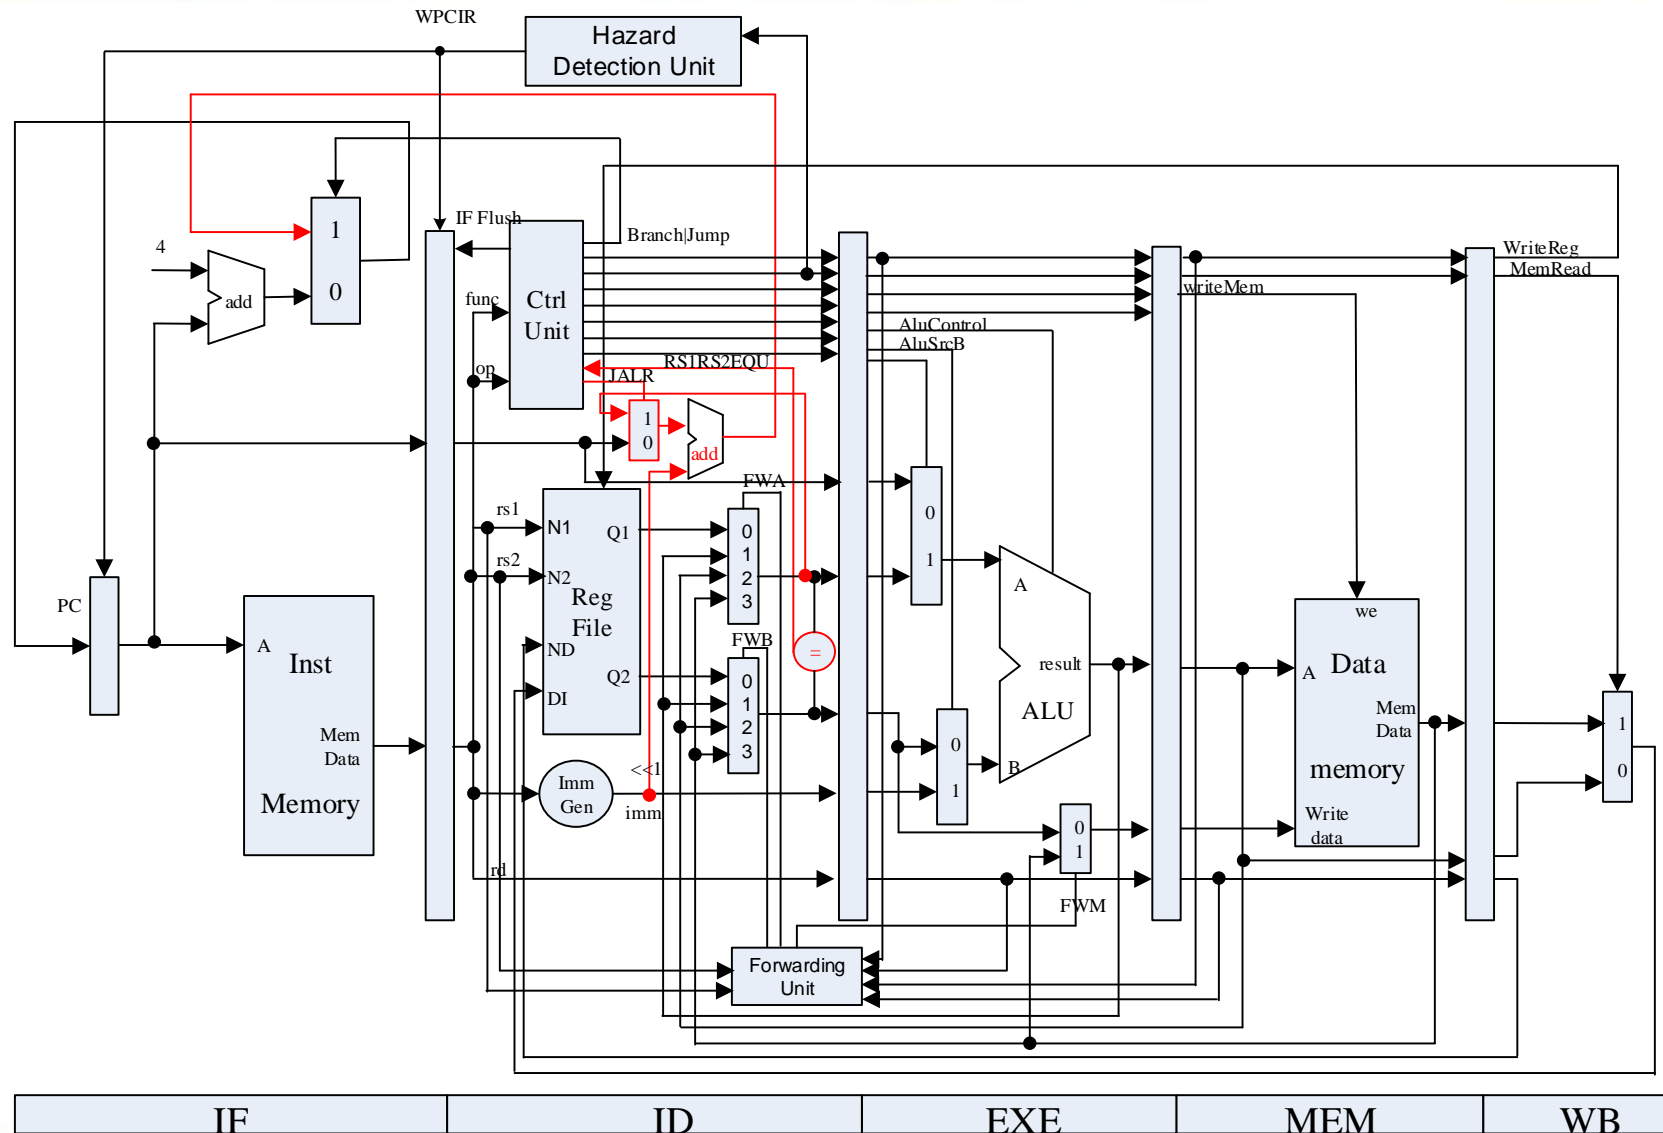 WPCIR
Hazard
Detection Unit
IF Flush
Branch|Jump
WriteReg
MemRead
1
0
4
add
func
Ctrl
Unit
op
writeMem
AluControl
AluSrcB
RS1RS2EQU
JALR
1
0
add
FWA
rs1
N1
Q1
0
1
2
3
rs2
N2
Reg
File
ND
Q2
DI
FWB
0
1
2
3
=
0
1
A
result
ALU
B
0
1
PC
A
Inst
Mem
Data
Memory
<<1
Imm
Gen
imm
rd
we
Data
A
Mem
Data
memory
Write
data
1
0
0
1
FWM
Forwarding
Unit
IF
ID
EXE
MEM
WB